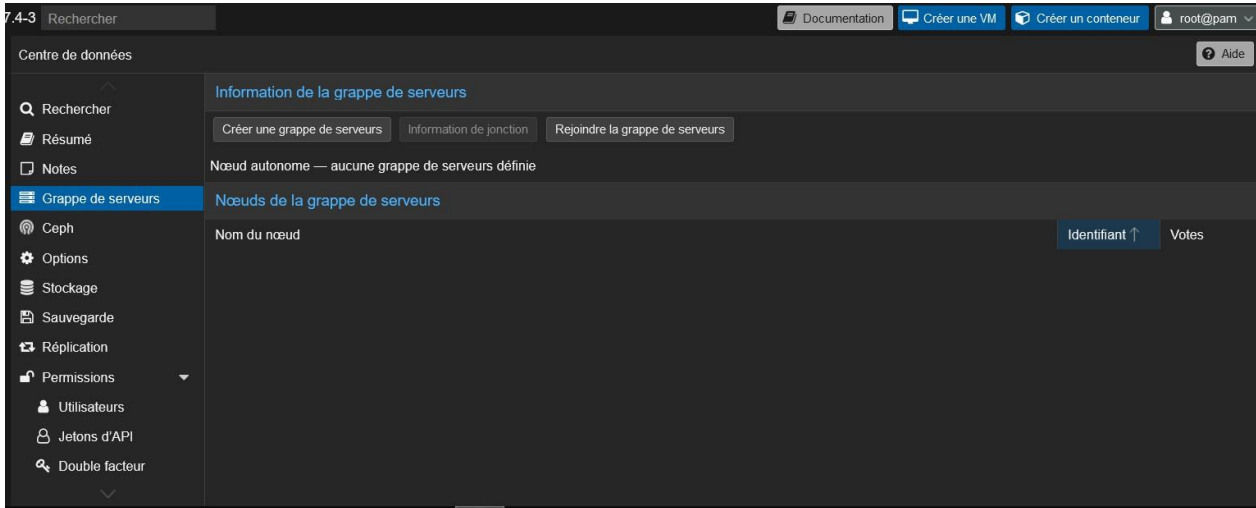 7.4-3 Rechercher Documentation Créer une VM Créer un conteneur root@pam
Centre de données Aide
Rechercher
Résumé
Notes
Grappe de serveurs
Ceph
Options
Stockage
Sauvegarde
Réplication
Permissions
Utilisateurs
Jetons d'API
Double facteur
Information de la grappe de serveurs
Créer une grappe de serveurs Information de jonction Rejoindre la grappe de serveurs
Nœud autonome — aucune grappe de serveurs définie
Nœuds de la grappe de serveurs
Nom du nœud Identifiant ↑ Votes